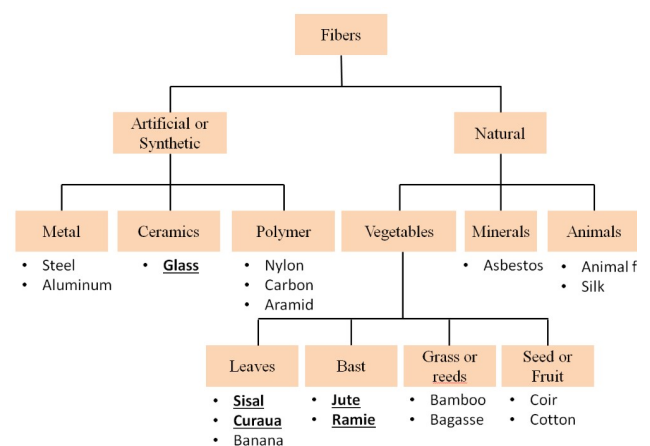 Fibers
Artificial or
Synthetic
Natural
Metal
Ceramics
Polymer
Vegetables
Minerals
Animals
• Steel
• Aluminum
• Glass
• Nylon
• Carbon
• Aramid
• Asbestos
• Animal f
• Silk
Leaves
Bast
Grass or
reeds
Seed or
Fruit
• Sisal
• Curaua
• Banana
• Jute
• Ramie
• Bamboo
• Bagasse
• Coir
• Cotton